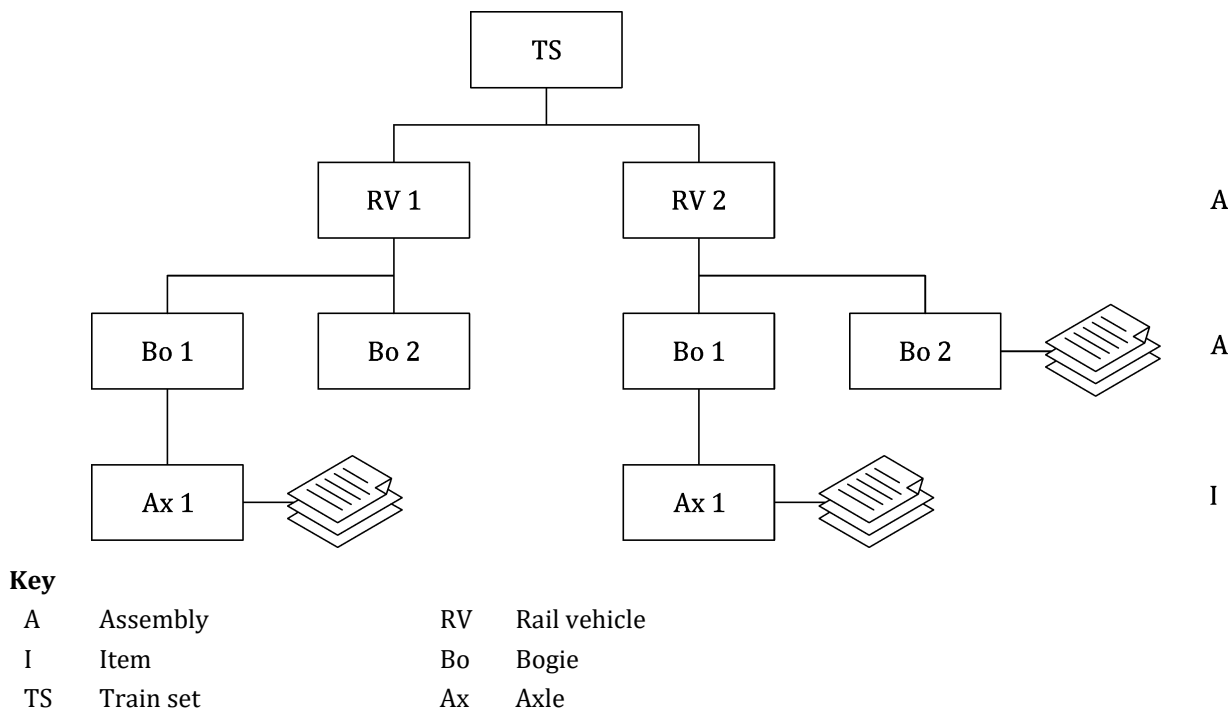 TS
RV 1 RV 2 A
Bo 1 Bo 2 Bo 1 Bo 2 A
Ax 1 Ax 1 I
Key
A Assembly RV Rail vehicle
I Item Bo Bogie
TS Train set Ax Axle